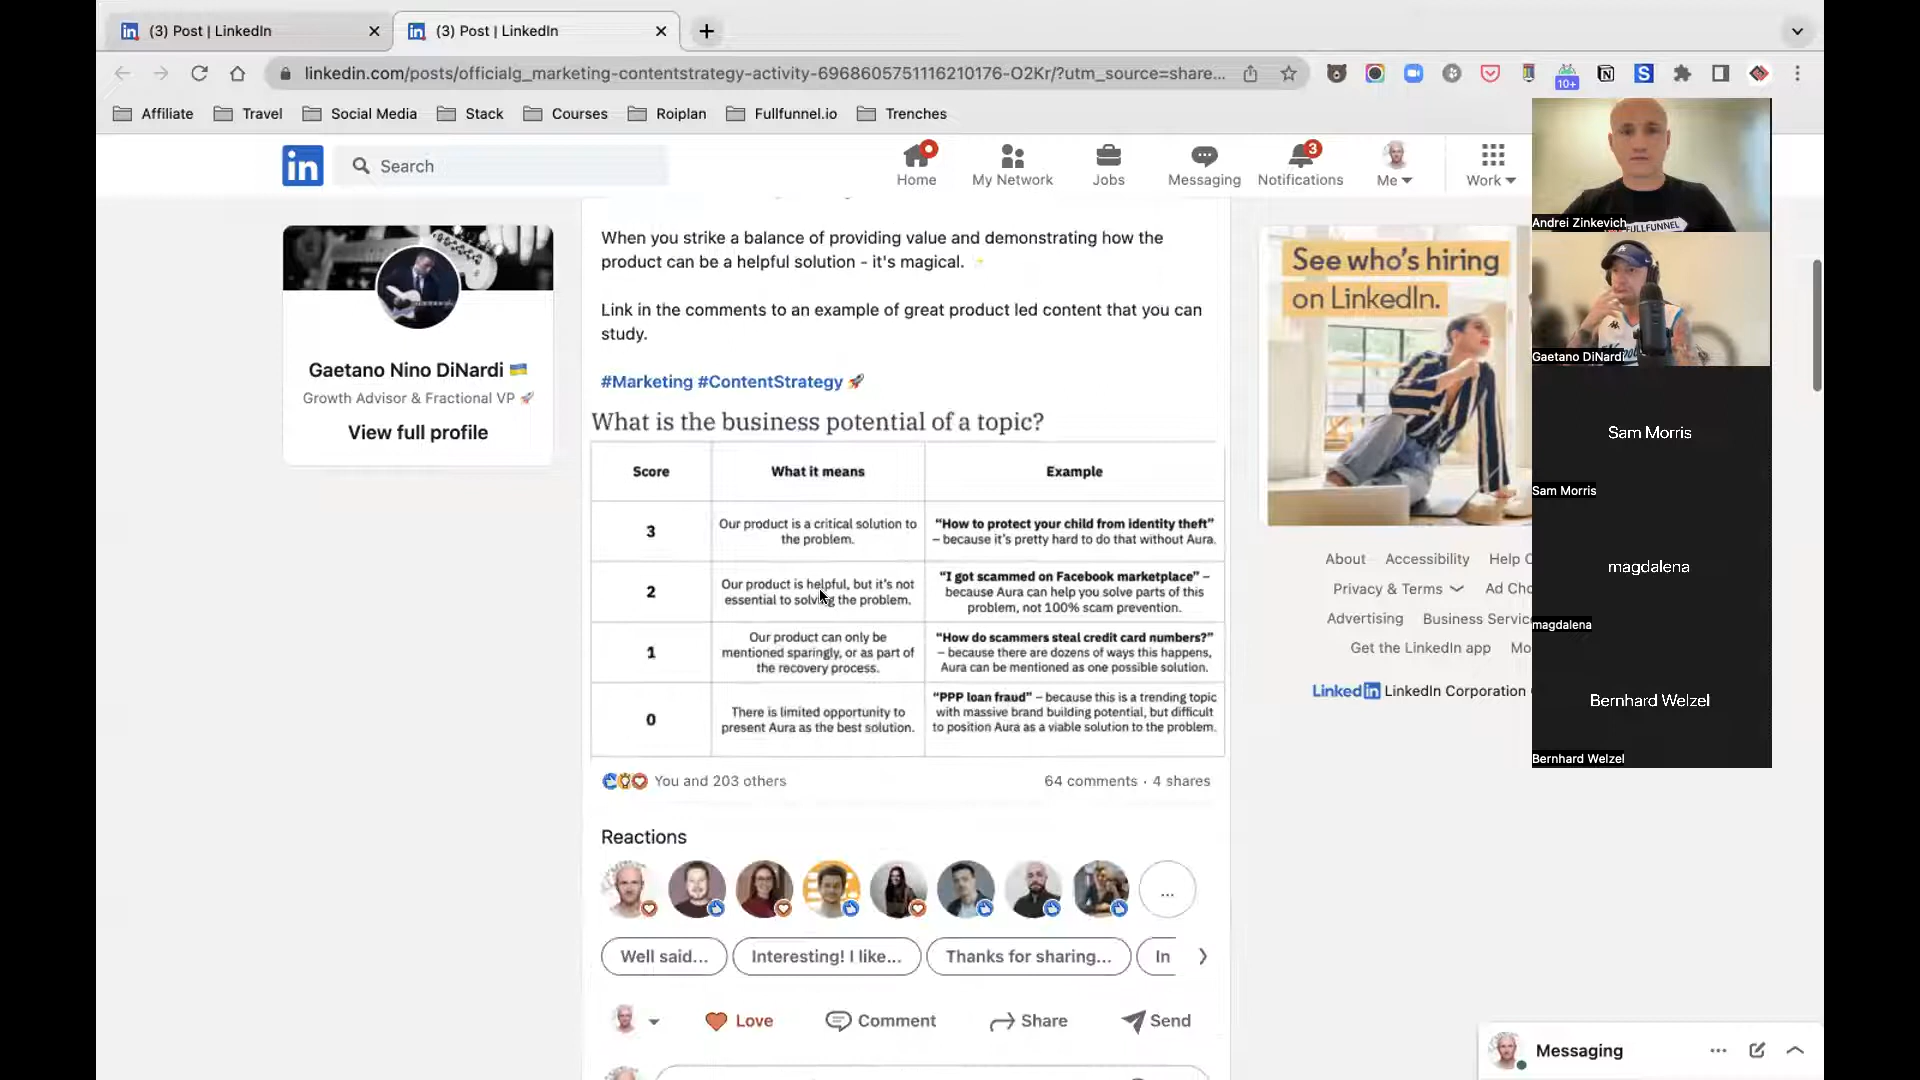 (3) Post | LinkedIn
(3) Post | LinkedIn
linkedin.com/posts/officialg_marketing-contentstrategy-activity-6968605751116210176-O2Kr/?utm_source=share...
10+
Affiliate
Travel
Social Media
Stack
Courses
Roiplan
Fullfunnel.io
Trenches
in
Search
Home
My Network
Jobs
Messaging
3
Notifications
Me
Work
Gaetano Nino DiNardi
Growth Advisor & Fractional VP
View full profile
When you strike a balance of providing value and demonstrating how the
product can be a helpful solution - it's magical.
Link in the comments to an example of great product led content that you can
study.
#Marketing #ContentStrategy
What is the business potential of a topic?
Score
What it means
Example
3
Our product is a critical solution to
the problem.
“How to protect your child from identity theft”
– because it’s pretty hard to do that without Aura.
2
Our product is helpful, but it’s not
essential to solving the problem.
“I got scammed on Facebook marketplace” –
because Aura can help you solve parts of this
problem, not 100% scam prevention.
1
Our product can only be
mentioned sparingly, or as part of
the recovery process.
“How do scammers steal credit card numbers?”
– because there are dozens of ways this happens,
Aura can be mentioned as one possible solution.
0
There is limited opportunity to
present Aura as the best solution.
“PPP loan fraud” – because this is a trending topic
with massive brand building potential, but difficult
to position Aura as a viable solution to the problem.
You and 203 others
64 comments · 4 shares
Reactions
...
Well said...
Interesting! I like...
Thanks for sharing...
In
Love
Comment
Share
Send
See who’s hiring
on LinkedIn.
About
Accessibility
Help C
Privacy & Terms
Ad Cho
Advertising
Business Servic
Get the LinkedIn app
Mo
LinkedIn LinkedIn Corporation
FULLFUNNEL
Andrei Zinkevich
Gaetano DiNardi
Sam Morris
Sam Morris
magdalena
magdalena
Bernhard Welzel
Bernhard Welzel
Messaging